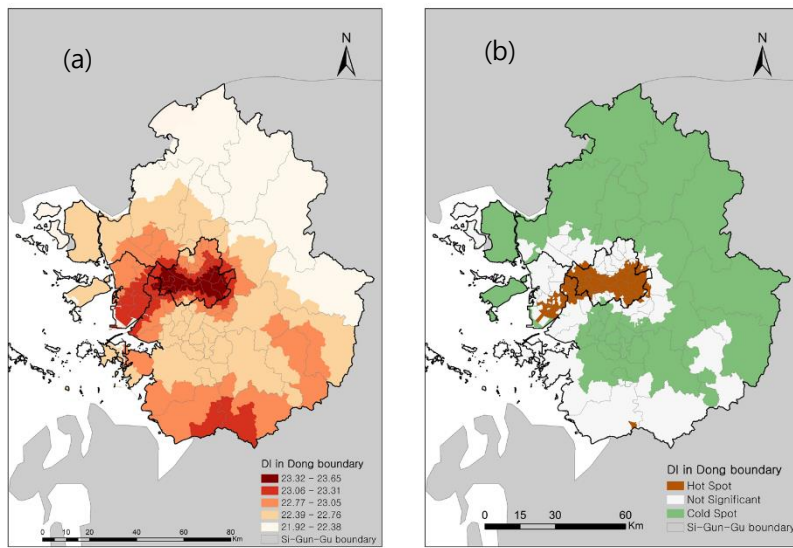 (a)
N
DI in Dong boundary
23.32 - 23.65
23.06 - 23.31
22.77 - 23.05
22.39 - 22.76
21.92 - 22.38
Si-Gun-Gu boundary
0 20 40 60 80
Km
(b)
N
DI in Dong boundary
Hot Spot
Not Significant
Cold Spot
Si-Gun-Gu boundary
0 15 30 60
Km